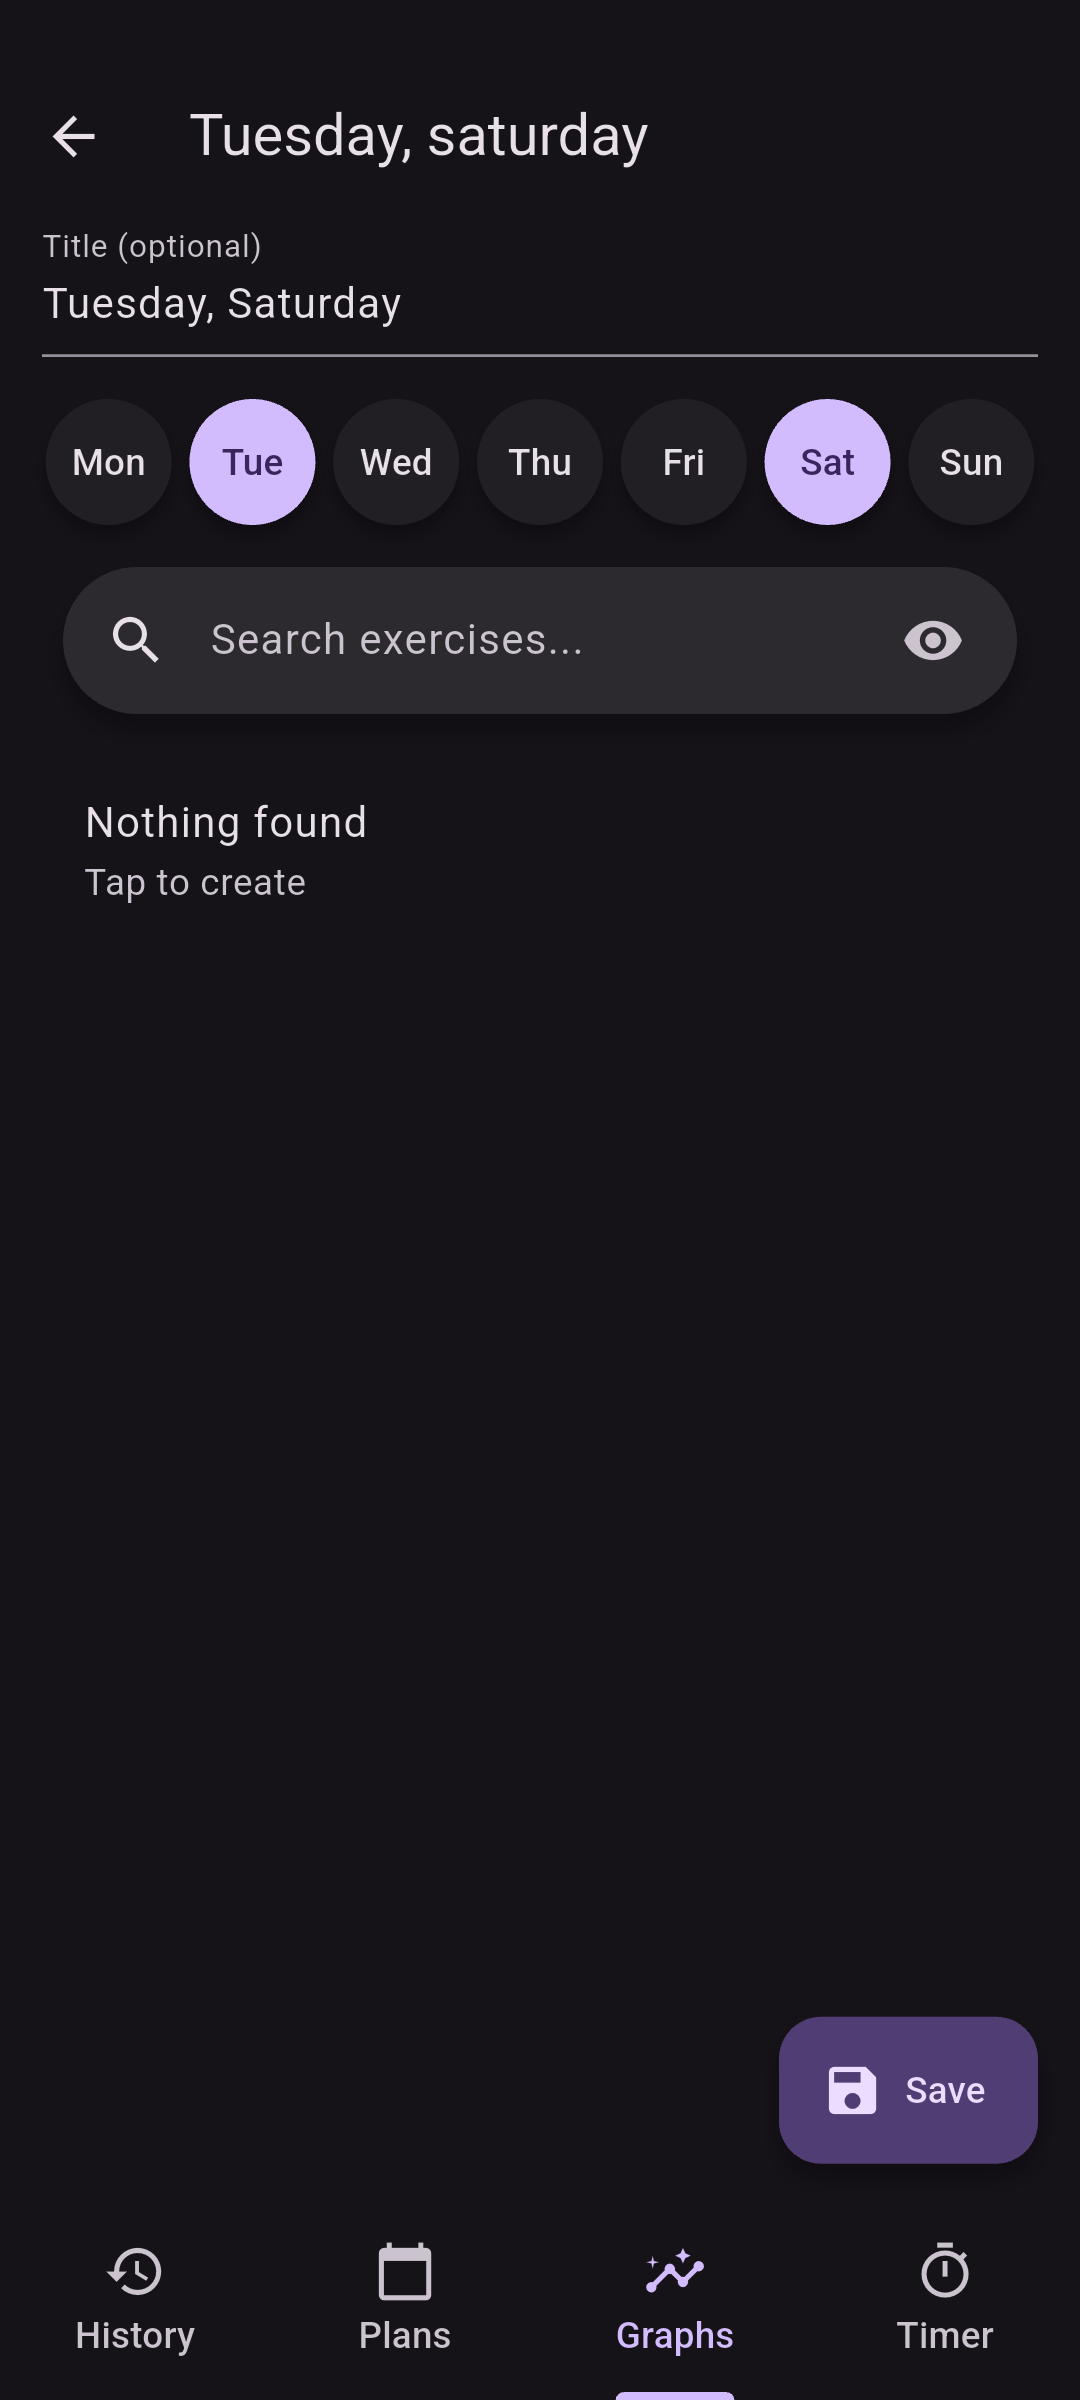 Tuesday, saturday
Title (optional)
Tuesday, Saturday
Mon Tue Wed Thu Fri Sat Sun
Search exercises...
Nothing found
Tap to create
Save
History Plans Graphs Timer